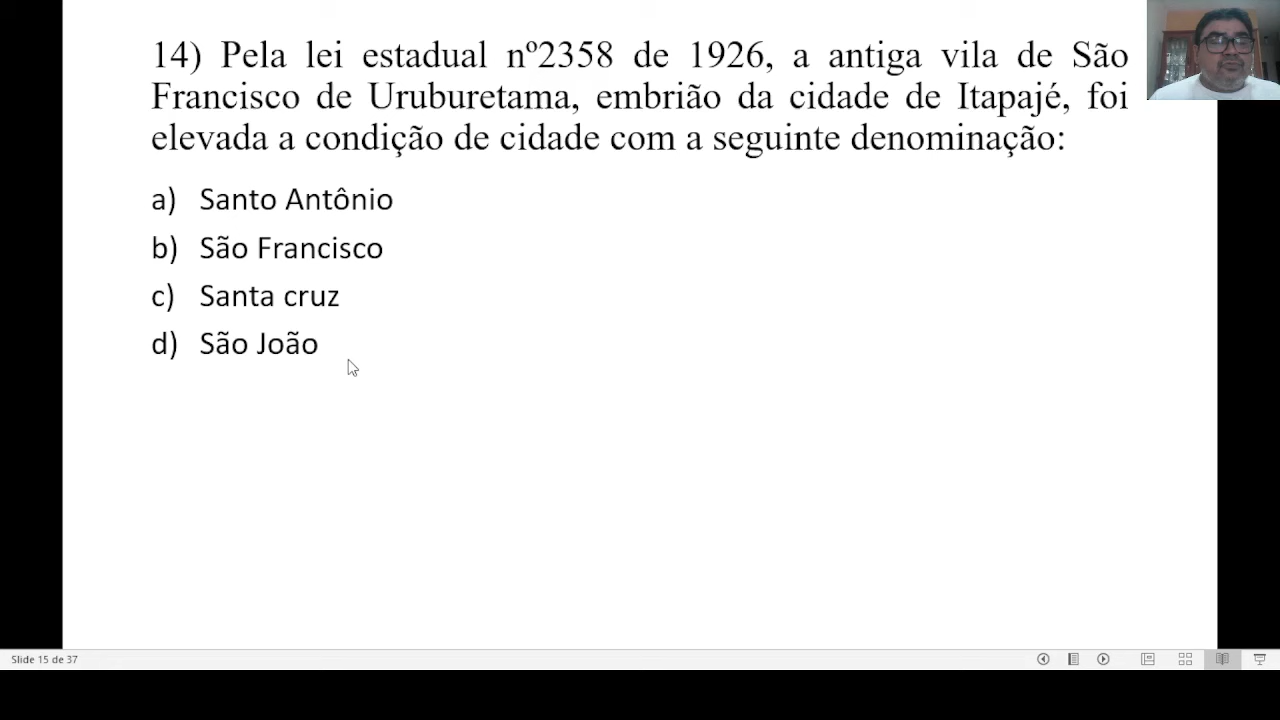 14) Pela lei estadual nº2358 de 1926, a antiga vila de São
Francisco de Uruburetama, embrião da cidade de Itapajé, foi
elevada a condição de cidade com a seguinte denominação:
a) Santo Antônio
b) São Francisco
c) Santa cruz
d) São João
Slide 15 de 37